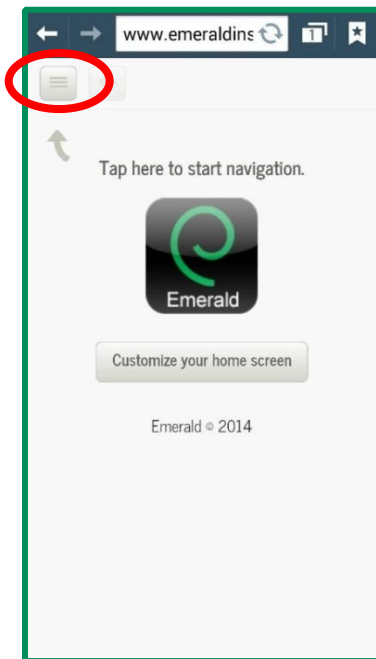 www.emeraldins
1
Tap here to start navigation.
Emerald
Customize your home screen
Emerald © 2014